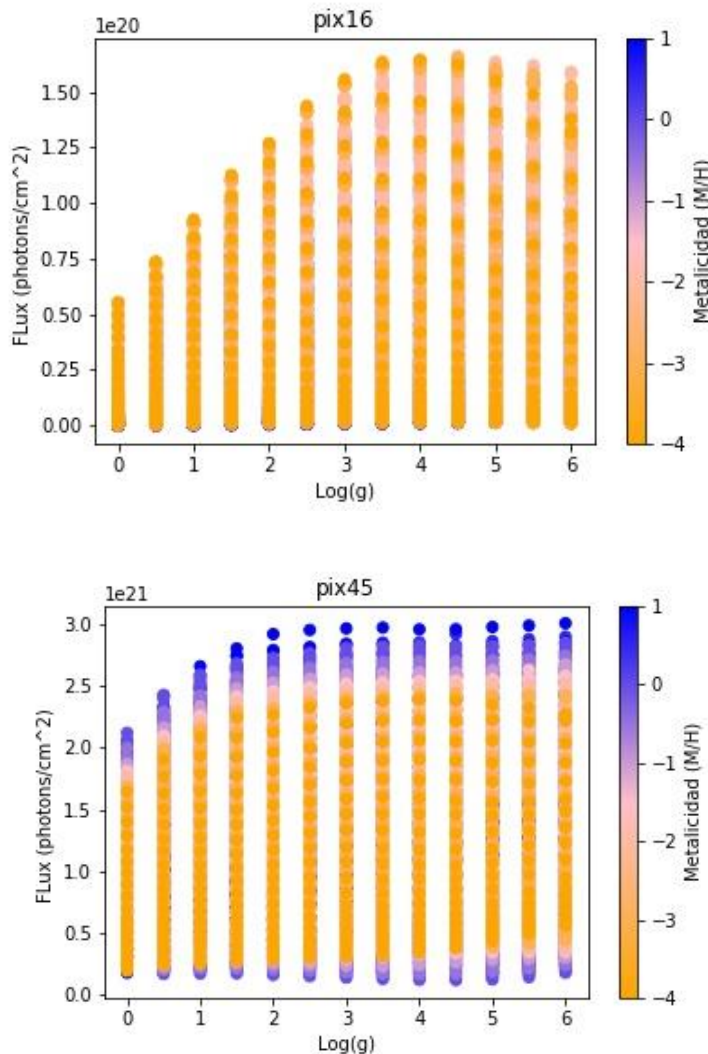 pix16
1e20
FLux (photons/cm^2)
1.50
1.25
1.00
0.75
0.50
0.25
0.00
0 1 2 3 4 5 6
Log(g)
1
0
−1
−2
−3
−4
Metalicidad (M/H)
pix45
1e21
FLux (photons/cm^2)
3.0
2.5
2.0
1.5
1.0
0.5
0.0
0 1 2 3 4 5 6
Log(g)
1
0
−1
−2
−3
−4
Metalicidad (M/H)